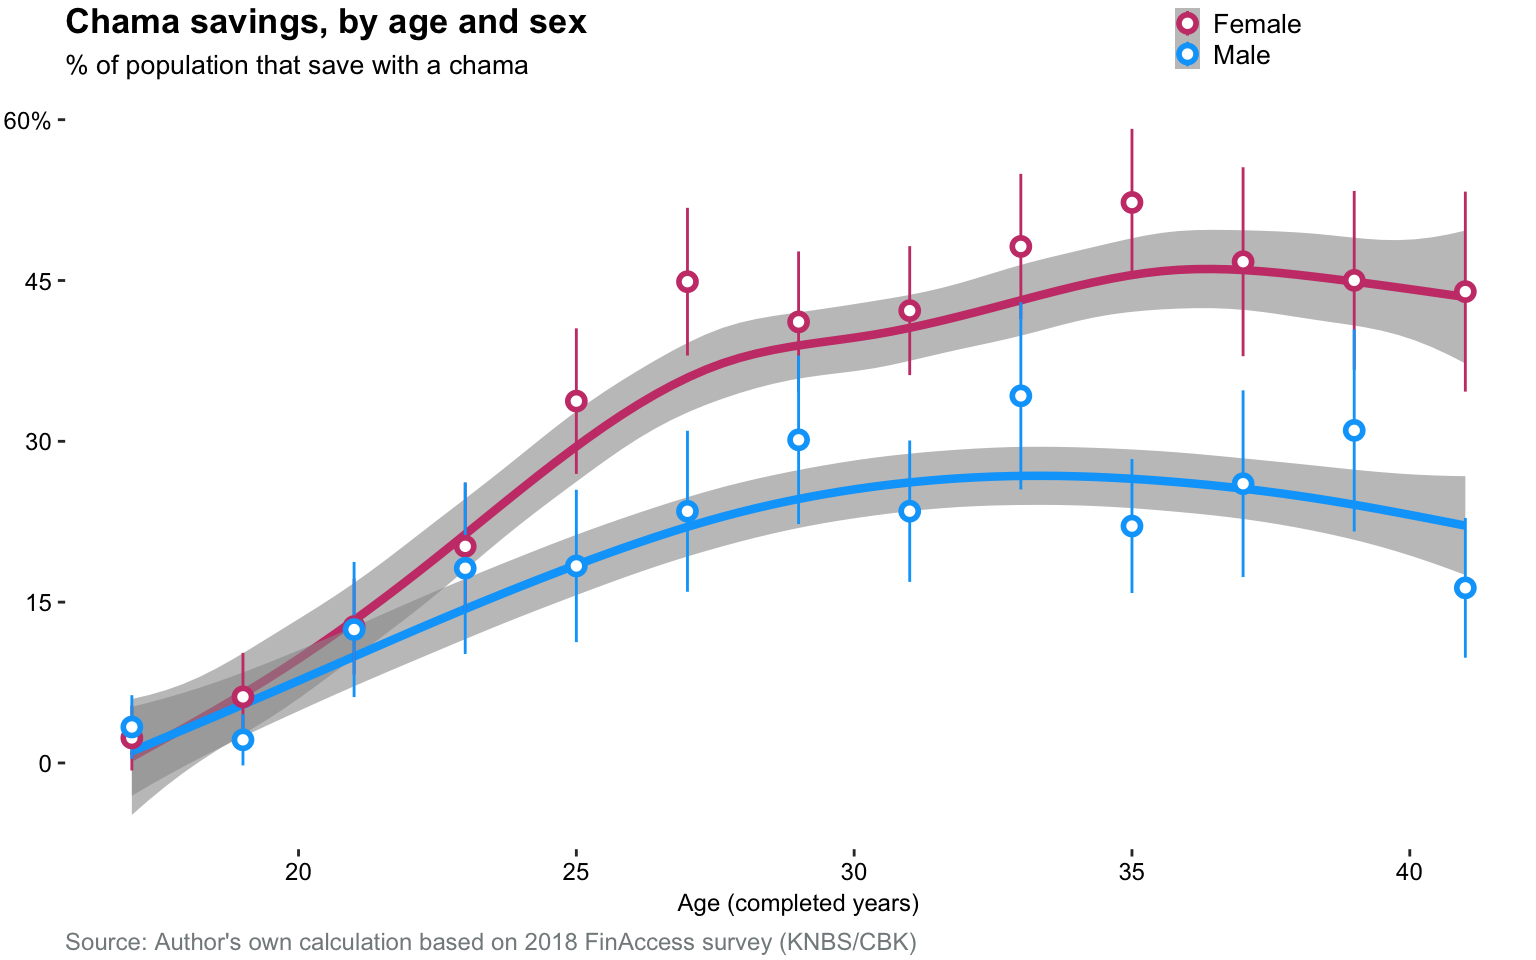 Chama savings, by age and sex
% of population that save with a chama
Female
Male
60%
45
30
15
0
20 25 30 35 40
Age (completed years)
Source: Author's own calculation based on 2018 FinAccess survey (KNBS/CBK)